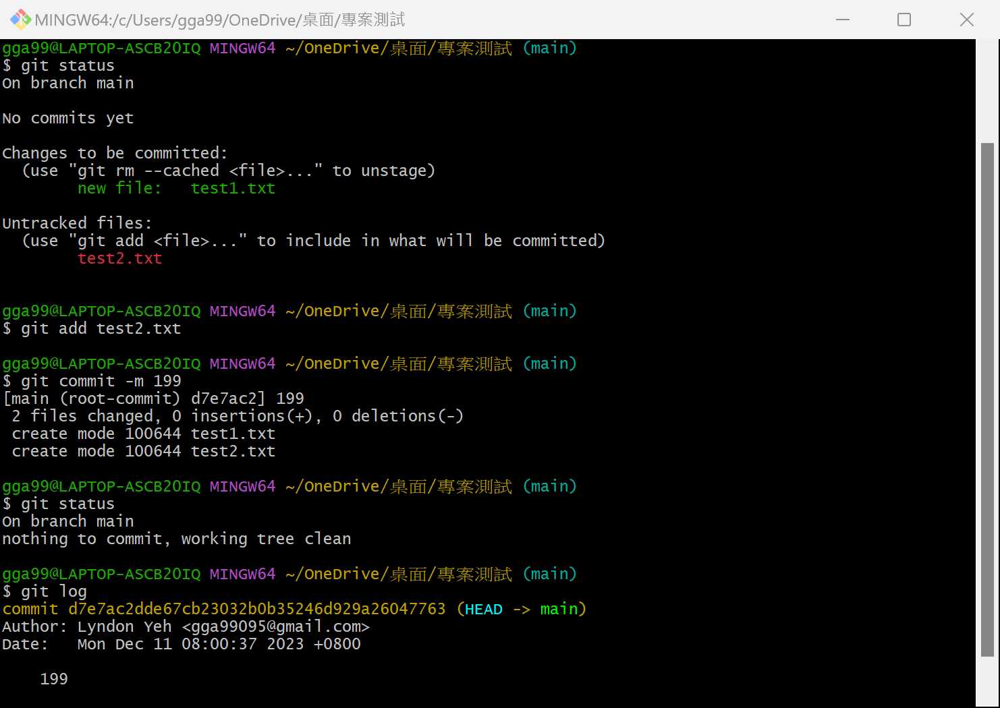 MINGW64:/c/Users/gga99/OneDrive/桌面/專案測試
gga99@LAPTOP-ASCB20IQ MINGW64 ~/OneDrive/桌面/專案測試 (main)
$ git status
On branch main
No commits yet
Changes to be committed:
  (use "git rm --cached <file>..." to unstage)
        new file:   test1.txt
Untracked files:
  (use "git add <file>..." to include in what will be committed)
        test2.txt
gga99@LAPTOP-ASCB20IQ MINGW64 ~/OneDrive/桌面/專案測試 (main)
$ git add test2.txt
gga99@LAPTOP-ASCB20IQ MINGW64 ~/OneDrive/桌面/專案測試 (main)
$ git commit -m 199
[main (root-commit) d7e7ac2] 199
 2 files changed, 0 insertions(+), 0 deletions(-)
 create mode 100644 test1.txt
 create mode 100644 test2.txt
gga99@LAPTOP-ASCB20IQ MINGW64 ~/OneDrive/桌面/專案測試 (main)
$ git status
On branch main
nothing to commit, working tree clean
gga99@LAPTOP-ASCB20IQ MINGW64 ~/OneDrive/桌面/專案測試 (main)
$ git log
commit d7e7ac2dde67cb23032b0b35246d929a26047763 (HEAD -> main)
Author: Lyndon Yeh <gga99095@gmail.com>
Date:   Mon Dec 11 08:00:37 2023 +0800
    199